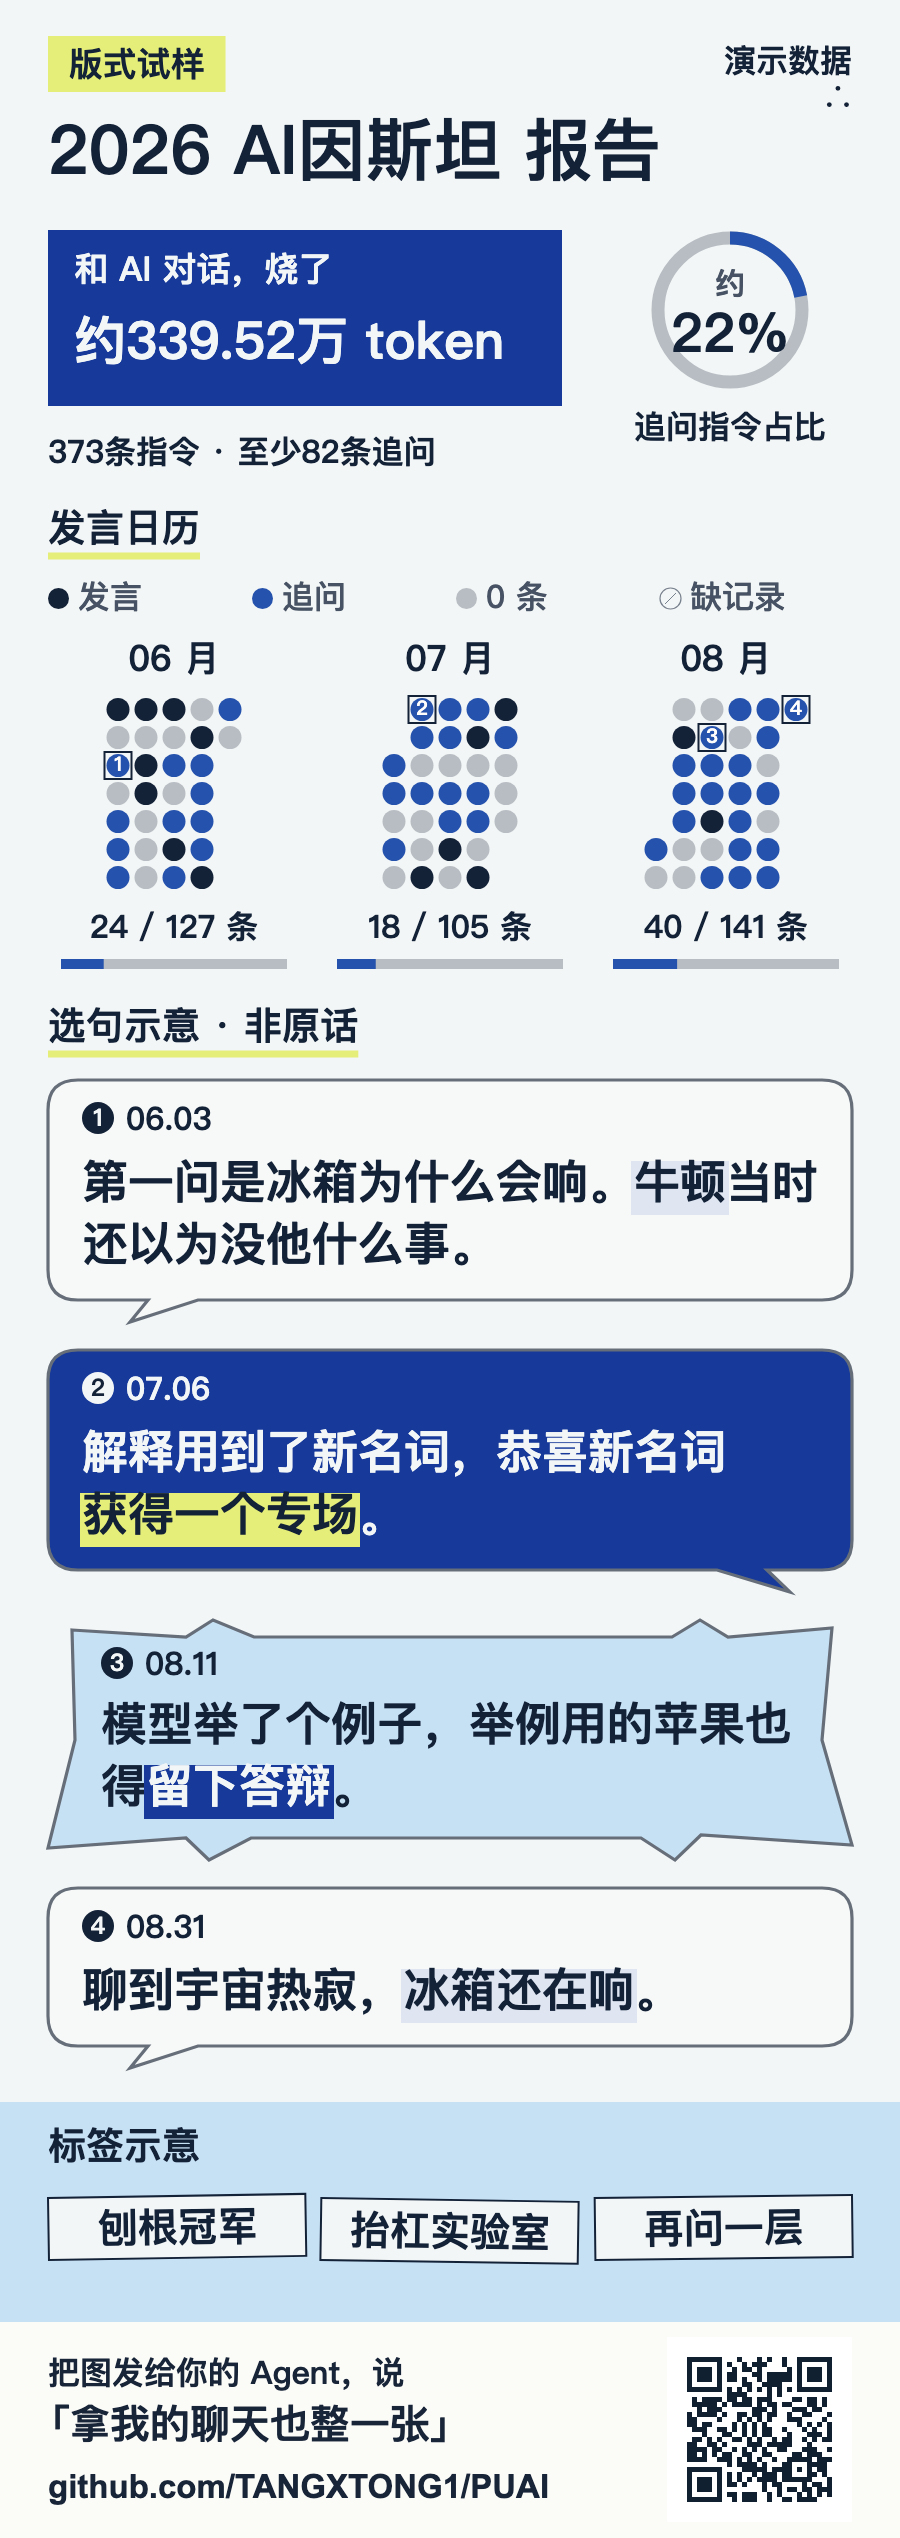 版式试样
演示数据
2026 AI因斯坦 报告
和 AI 对话，烧了
约339.52万 token
约
22%
追问指令占比
373条指令 · 至少82条追问
发言日历
发言
追问
0 条
缺记录
06 月
07 月
08 月
2
4
3
1
24 / 127 条
18 / 105 条
40 / 141 条
选句示意 · 非原话
1 06.03
第一问是冰箱为什么会响。牛顿当时
还以为没他什么事。
2 07.06
解释用到了新名词，恭喜新名词
获得一个专场。
3 08.11
模型举了个例子，举例用的苹果也
得留下答辩。
4 08.31
聊到宇宙热寂，冰箱还在响。
标签示意
刨根冠军
抬杠实验室
再问一层
把图发给你的 Agent，说
「拿我的聊天也整一张」
github.com/TANGXTONG1/PUAI